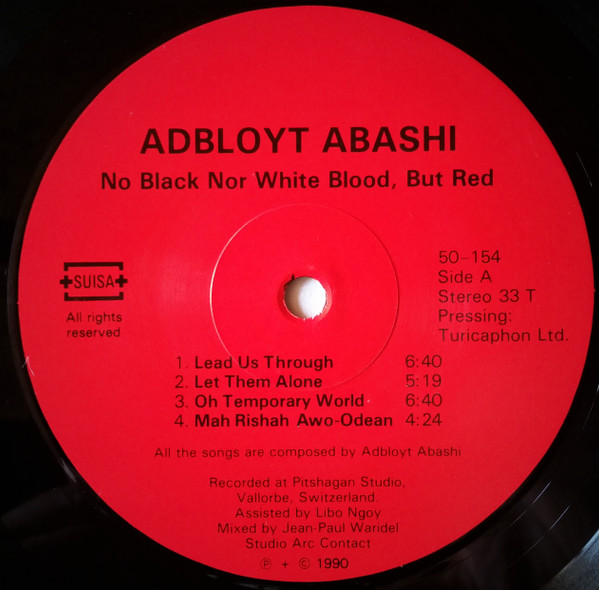 ADBLOYT ABASHI
No Black Nor White Blood, But Red
SUISA
All rights
reserved
50-154
Side A
Stereo 33 T
Pressing:
Turicaphon Ltd.
1. Lead Us Through 6:40
2. Let Them Alone 5:19
3. Oh Temporary World 6:40
4. Mah Rishah Awo-Odean 4:24
All the songs are composed by Adbloyt Abashi
Recorded at Pitshagan Studio,
Vallorbe, Switzerland.
Assisted by Libo Ngoy
Mixed by Jean-Paul Waridel
Studio Arc Contact
℗ + © 1990